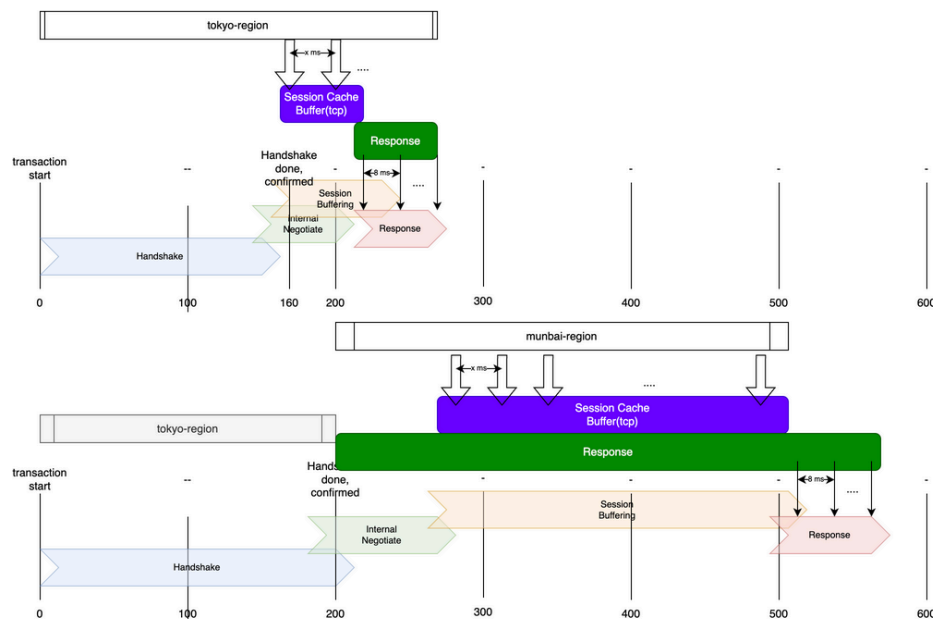 tokyo-region
x ms
....
Session Cache
Buffer(tcp)
Response
transaction
start
--
Handshake
done,
confirmed
-
8 ms
....
-
-
-
-
Session
Buffering
Internal
Negotiate
Response
Handshake
0
100
160
200
300
400
500
600
munbai-region
x ms
....
Session Cache
Buffer(tcp)
tokyo-region
Response
transaction
start
--
Hands
done,
confirmed
-
-
-
-
8 ms
....
-
Session
Buffering
Internal
Negotiate
Response
Handshake
0
100
200
300
400
500
600